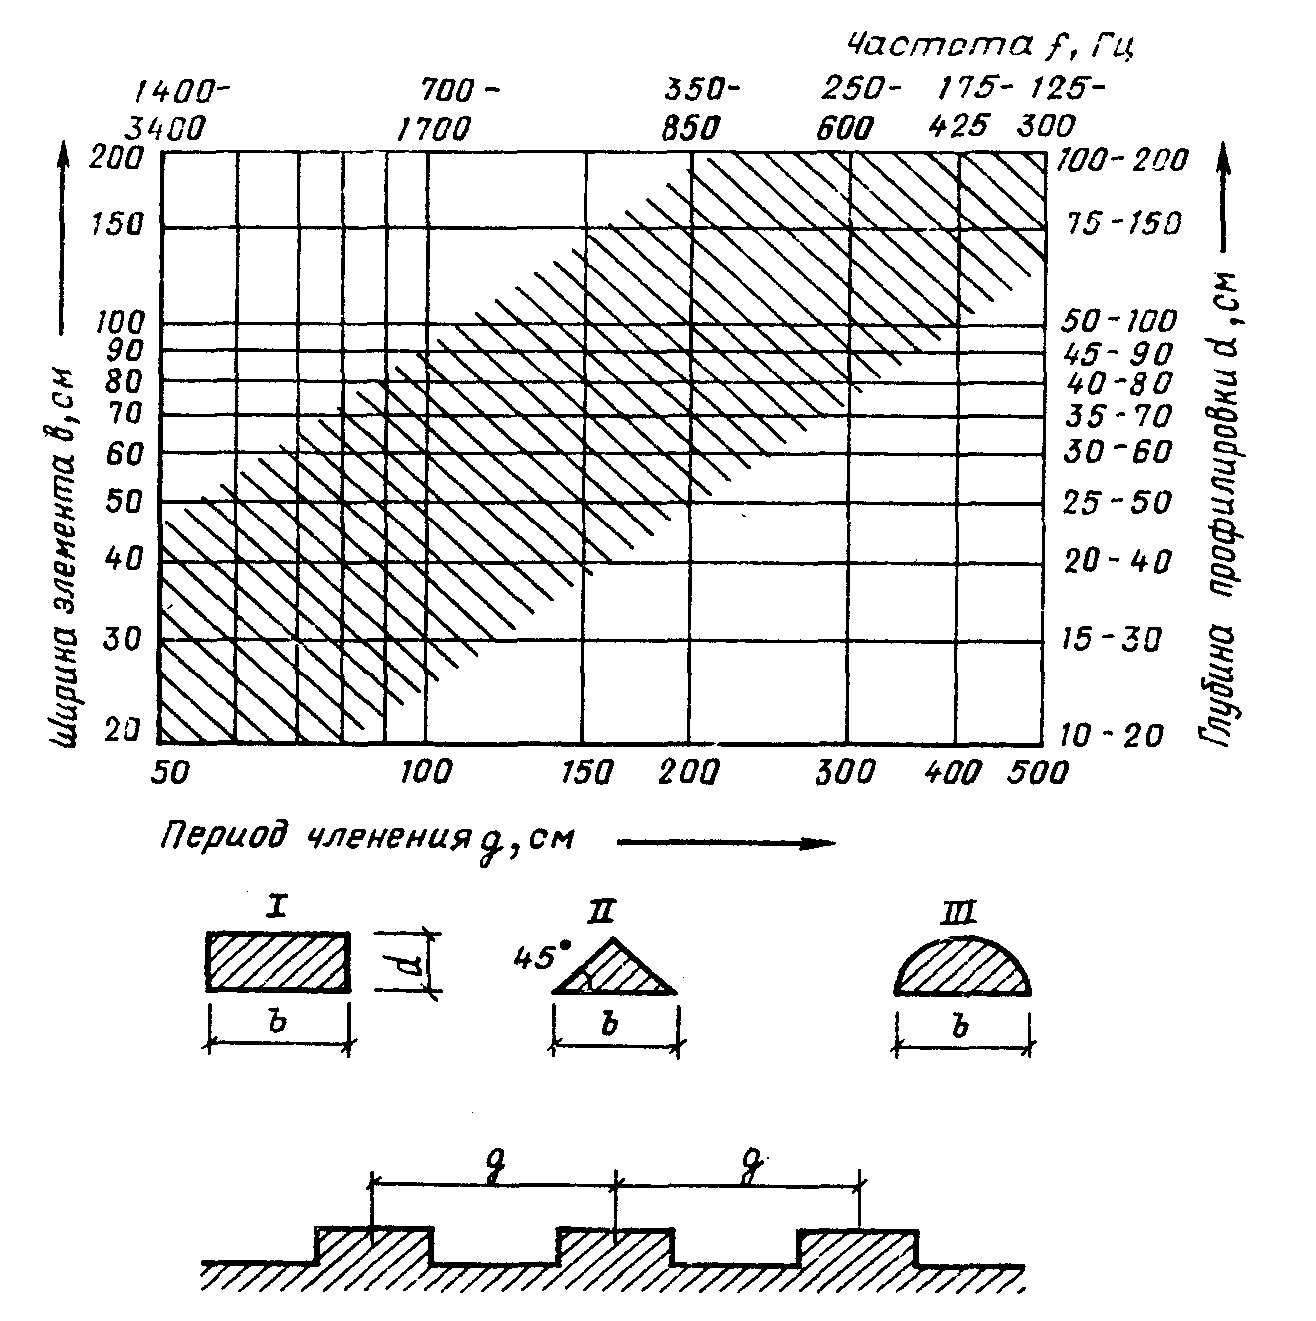 Частота f, Гц
1400- 700- 350- 250- 175- 125-
3400 1700 850 600 425 300
200 100-200
150 75-150
100 50-100
90 45-90
80 40-80
70 35-70
60 30-60
50 25-50
40 20-40
30 15-30
20 10-20
Ширина элемента в, см
Глубина профилировки d, см
50 100 150 200 300 400 500
Период членения g, см
I II III
45°
d
b b b
g g